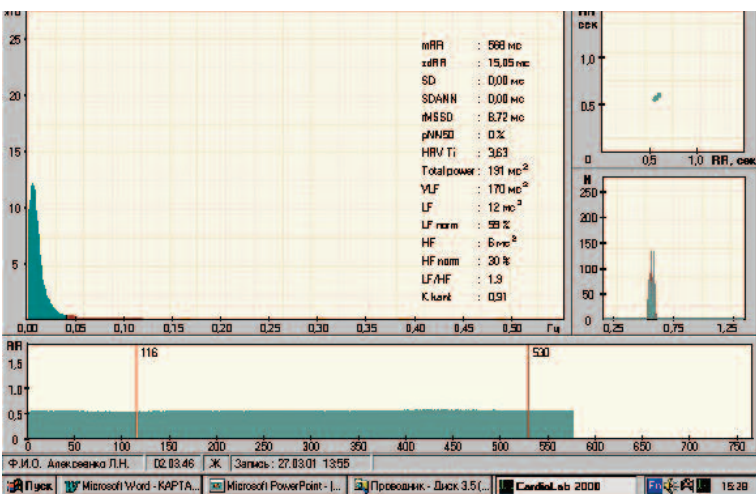 25
20
15
10
5
mRR : 568 мс
sdRR : 15,05 мс
SD : 0,00 мс
SDANN : 0,00 мс
rMSSD : 8,72 мс
pNN50 : 0 %
HRV Ti : 3,63
Total power : 191 мс²
VLF : 170 мс²
LF : 12 мс²
LF norm : 59 %
HF : 6 мс²
HF norm : 30 %
LF/HF : 1.9
0,91
0,00 0,05 0,10 0,15 0,20 0,25 0,30 0,35 0,40 0,45 0,50 Гц
RR
сек
1,0
0,5
0 0,5 1,0 RR, сек
N
250
200
150
100
50
0
0,25 0,75 1,25
RR
1,5
1,0
0,5
0
116 530
0 50 100 150 200 250 300 350 400 450 500 550 600 650 700 750
Ф.И.О. Алексеенко Л.Н. 02.03.46 Ж Запись : 27.03.01 13:55
Пуск Microsoft Word - КАРТА... Microsoft PowerPoint - [... Проводник - Диск 3.5 (... CardioLab 2000 En 15:28